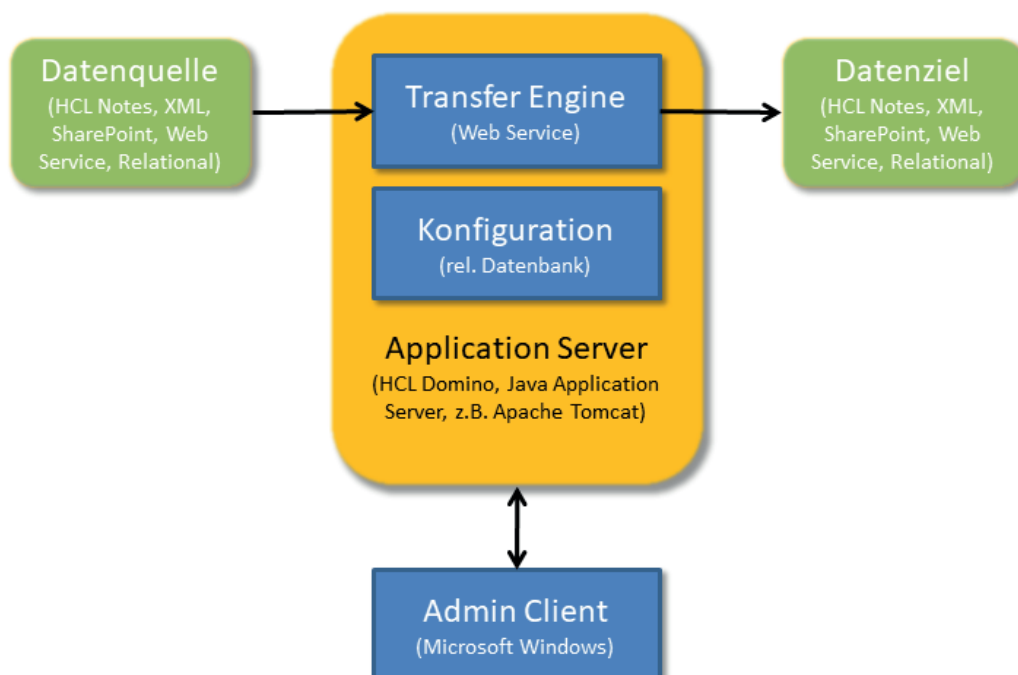 Datenquelle
(HCL Notes, XML,
SharePoint, Web
Service, Relational)
Transfer Engine
(Web Service)
Datenziel
(HCL Notes, XML,
SharePoint, Web
Service, Relational)
Konfiguration
(rel. Datenbank)
Application Server
(HCL Domino, Java Application
Server, z.B. Apache Tomcat)
Admin Client
(Microsoft Windows)